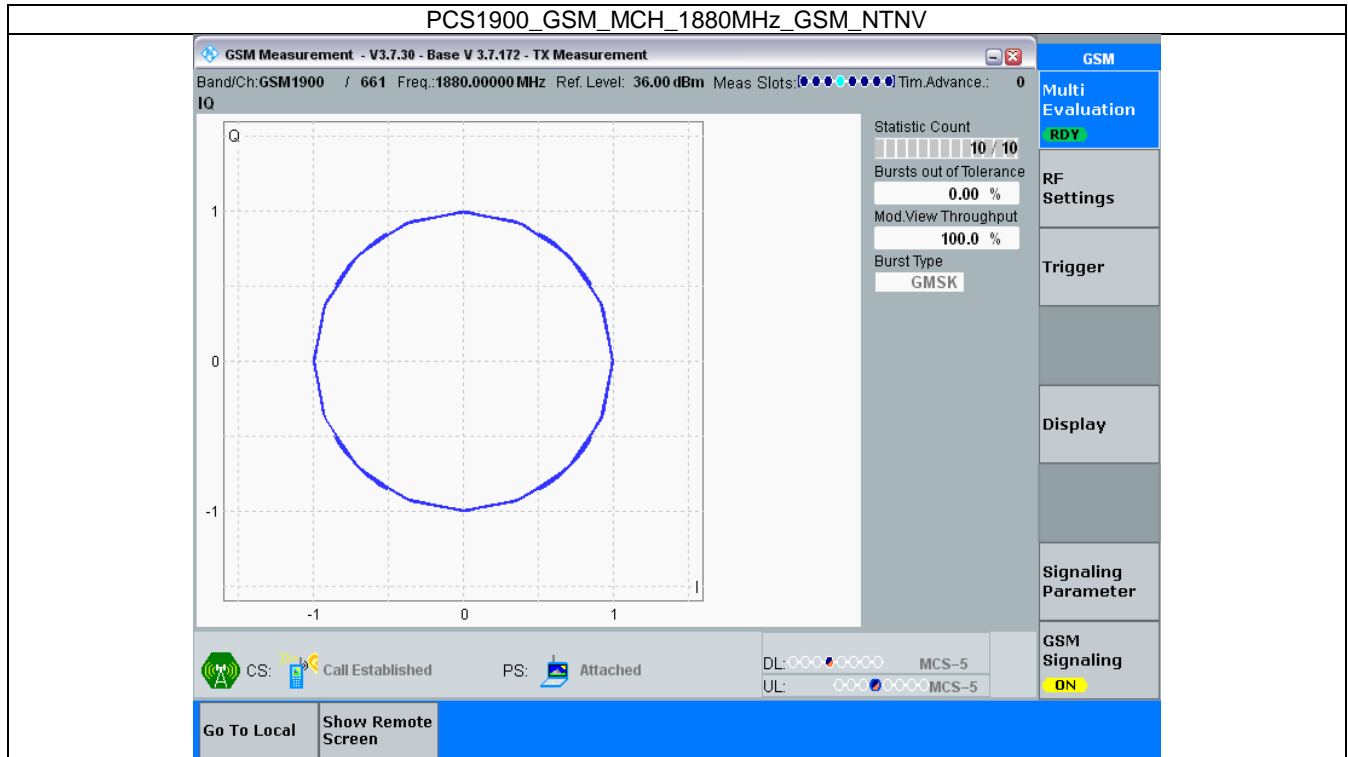 PCS1900_GSM_MCH_1880MHz_GSM_NTNV
GSM Measurement - V3.7.30 - Base V 3.7.172 - TX Measurement
Band/Ch:GSM1900 / 661 Freq.:1880.00000 MHz Ref. Level: 36.00 dBm Meas Slots: Tim.Advance.: 0
IQ
Q
1
0
-1
-1 0 1
I
Statistic Count
10 / 10
Bursts out of Tolerance
0.00 %
Mod.View Throughput
100.0 %
Burst Type
GMSK
GSM
Multi
Evaluation
RDY
RF
Settings
Trigger
Display
Signaling
Parameter
GSM
Signaling
ON
CS: Call Established PS: Attached
DL: MCS-5
UL: MCS-5
Go To Local
Show Remote
Screen